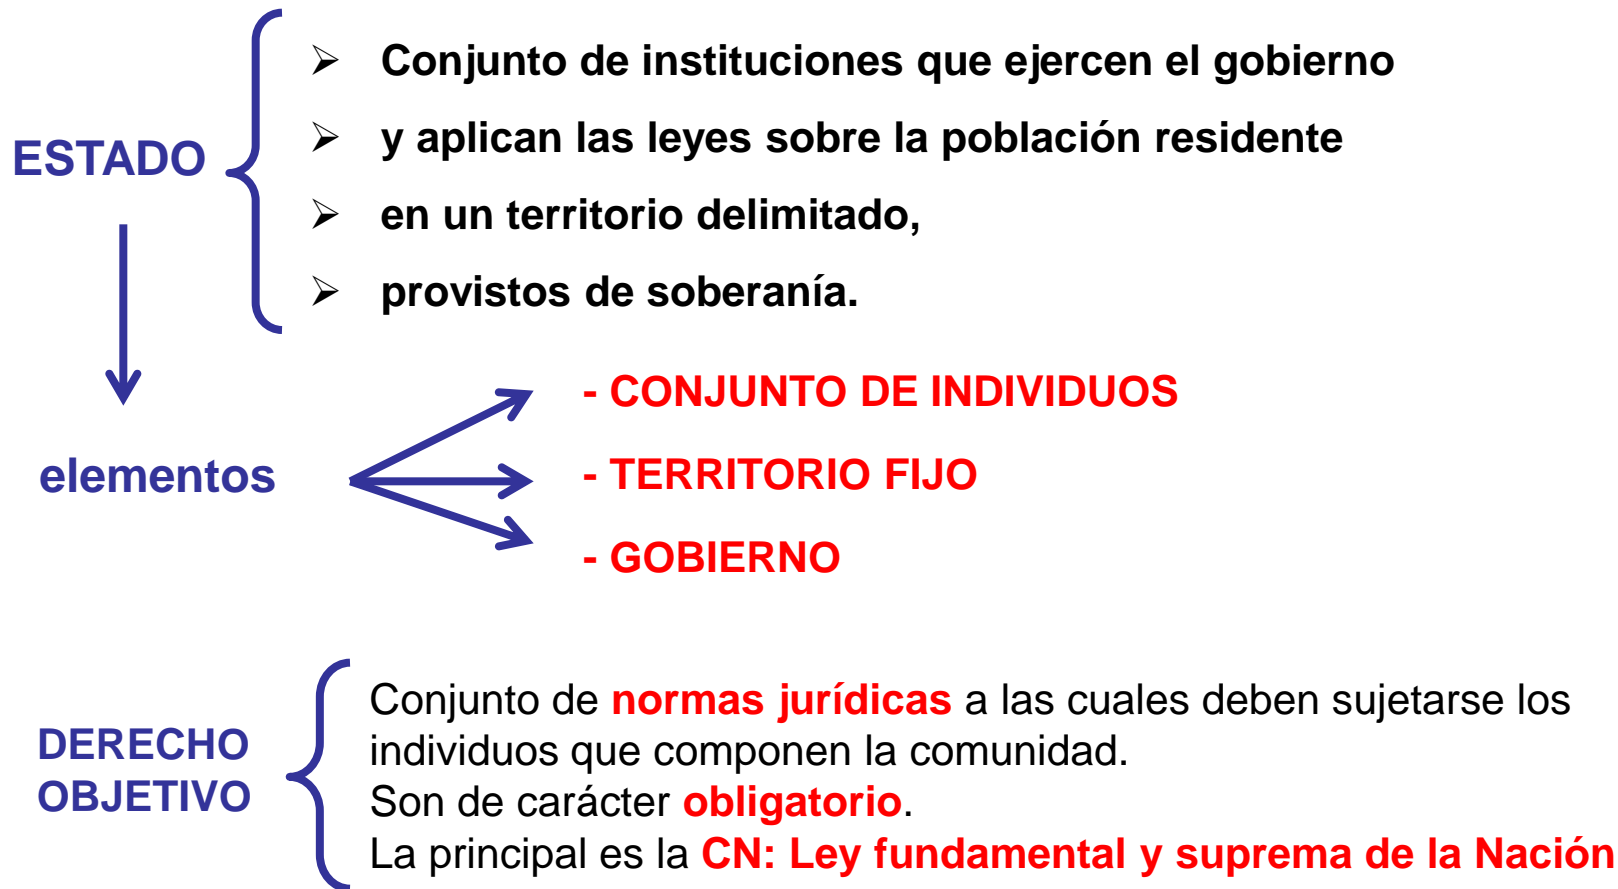 ESTADO
➢ Conjunto de instituciones que ejercen el gobierno
➢ y aplican las leyes sobre la población residente
➢ en un territorio delimitado,
➢ provistos de soberanía.
elementos
- CONJUNTO DE INDIVIDUOS
- TERRITORIO FIJO
- GOBIERNO
DERECHO
OBJETIVO
Conjunto de normas jurídicas a las cuales deben sujetarse los
individuos que componen la comunidad.
Son de carácter obligatorio.
La principal es la CN: Ley fundamental y suprema de la Nación